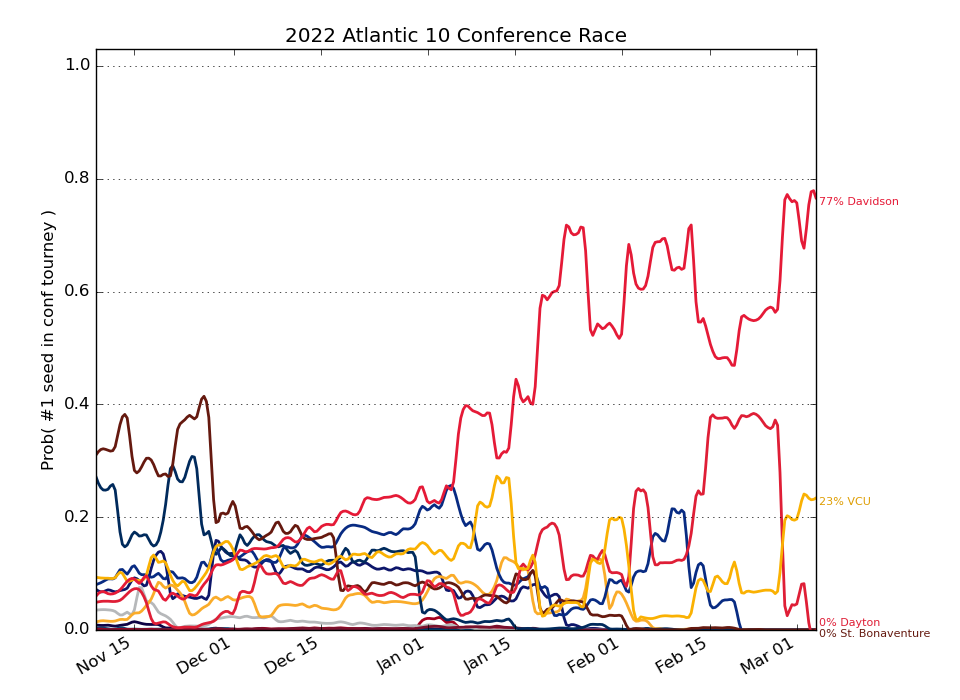 2022 Atlantic 10 Conference Race
Prob( #1 seed in conf tourney )
1.0
0.8
0.6
0.4
0.2
0.0
77% Davidson
23% VCU
0% Dayton
0% St. Bonaventure
Nov 15
Dec 01
Dec 15
Jan 01
Jan 15
Feb 01
Feb 15
Mar 01